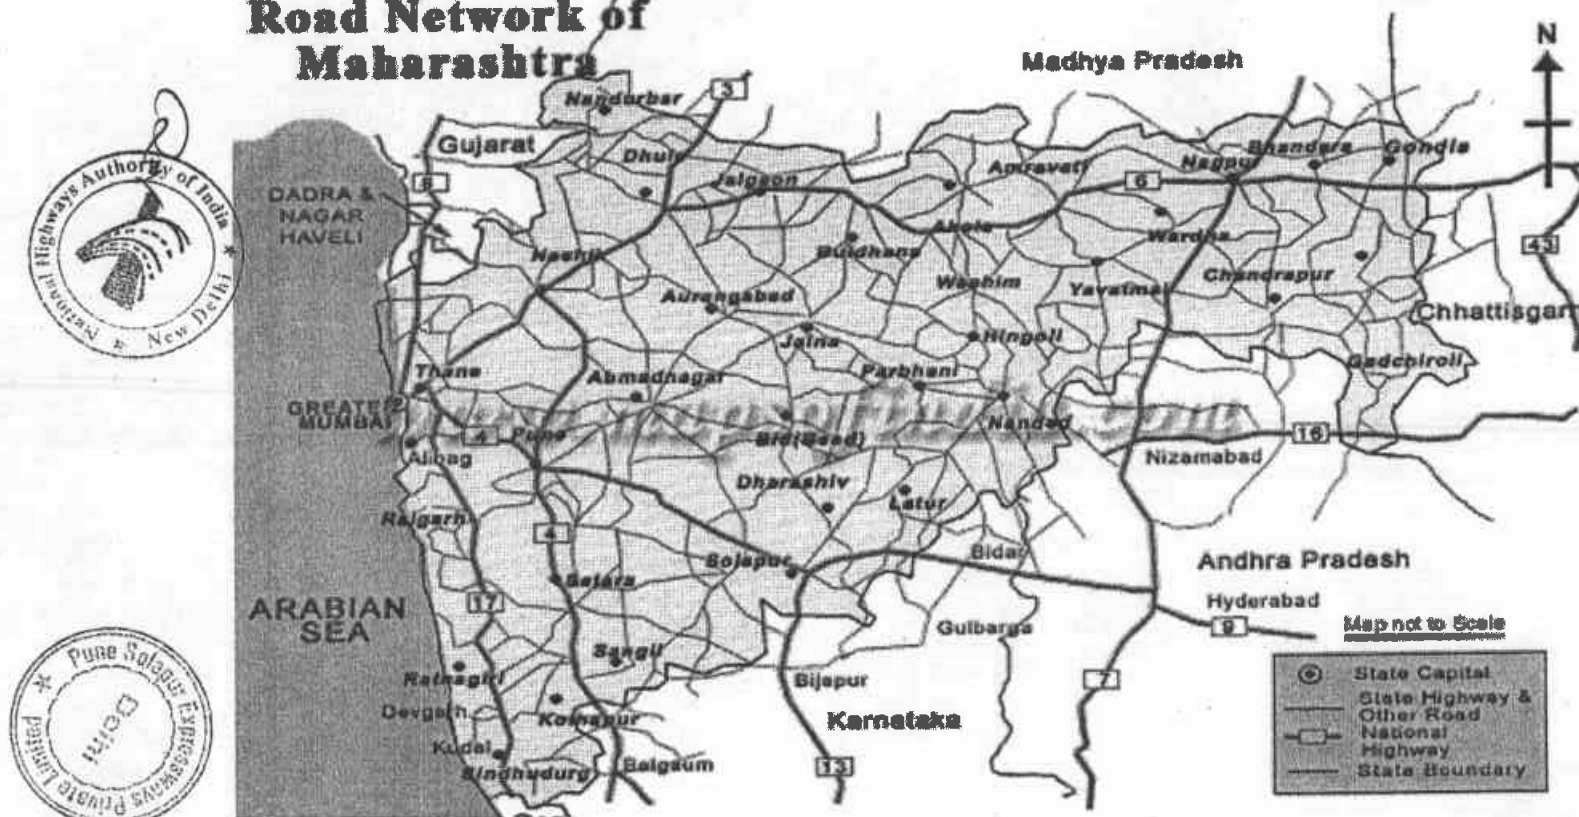 Road Network of
Maharashtra
N
Madhya Pradesh
National Highways Authority of India
New Delhi
Gujarat
Nandurbar
3
Dhule
Jalgaon
Amravati
6
Nagpur
Bhandara
Gondia
8
DADRA &
NAGAR
HAVELI
Nashik
Buldhana
Akola
Wardha
43
Aurangabad
Washim
Yavatmal
Chandrapur
Chhattisgarh
Jalna
Hingoli
Gadchiroli
Thane
Ahmadnagar
Parbhani
GREATER
MUMBAI
4
Pune
Bid(Beed)
Nanded
16
Alibag
Nizamabad
Dharashiv
Latur
Raigarh
4
Solapur
Bidar
Andhra Pradesh
Satara
17
ARABIAN
SEA
Hyderabad
9
Gulbarga
Map not to Scale
Sangli
Ratnagiri
Bijapur
7
Devgarh
Kolhapur
Karnataka
Kudal
Sindhudurg
Belgaum
13
State Capital
State Highway &
Other Road
National
Highway
State Boundary
Pune Solapur Expressways Private Limited
Delhi